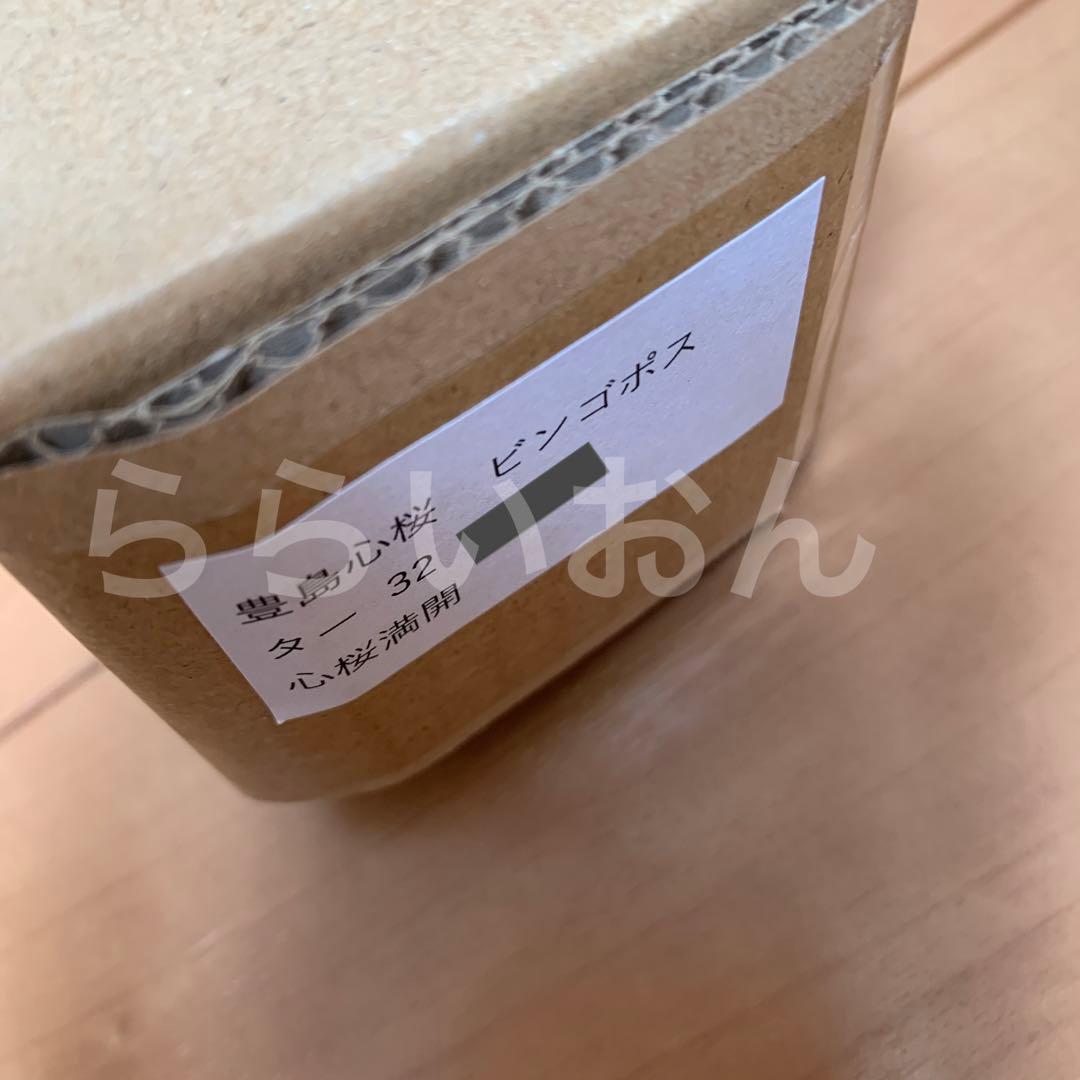 豊島心桜　ビンゴポス
ター 32
心桜満開
ららいおん